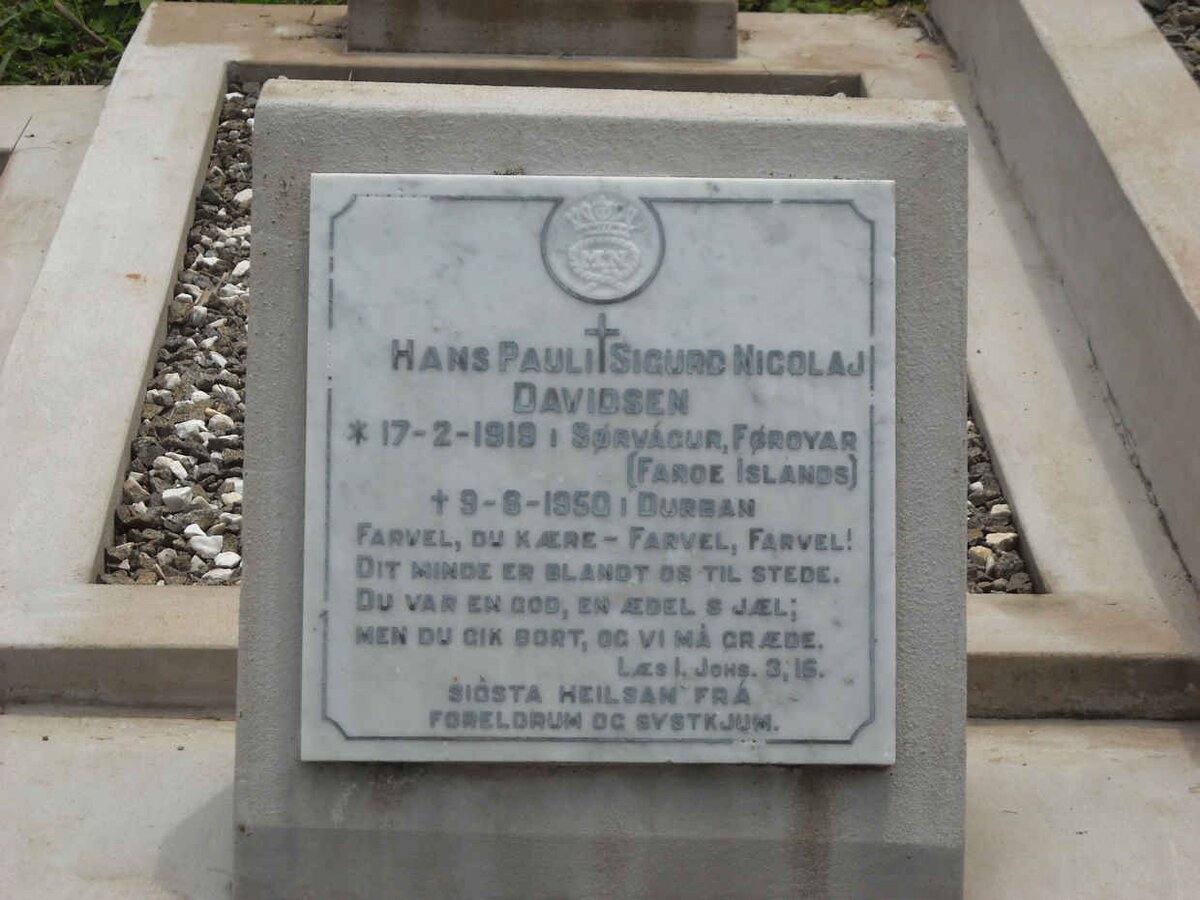 MN
HANS PAULI SIGURD NICOLAJ
DAVIDSEN
* 17-2-1919 I SØRVÁGUR, FØROYAR
(FAROE ISLANDS)
† 9-8-1950 I DURBAN
FARVEL, DU KÆRE - FARVEL, FARVEL!
DIT MINDE ER BLANDT OS TIL STEDE.
DU VAR EN GOD, EN ÆDEL SJÆL;
MEN DU GIK BORT, OG VI MÅ GRÆDE.
LÆS I. JOHS. 3, 16.
SIÐSTA HEILSAN FRÁ
FORELDRUM OG SYSTKJUM.